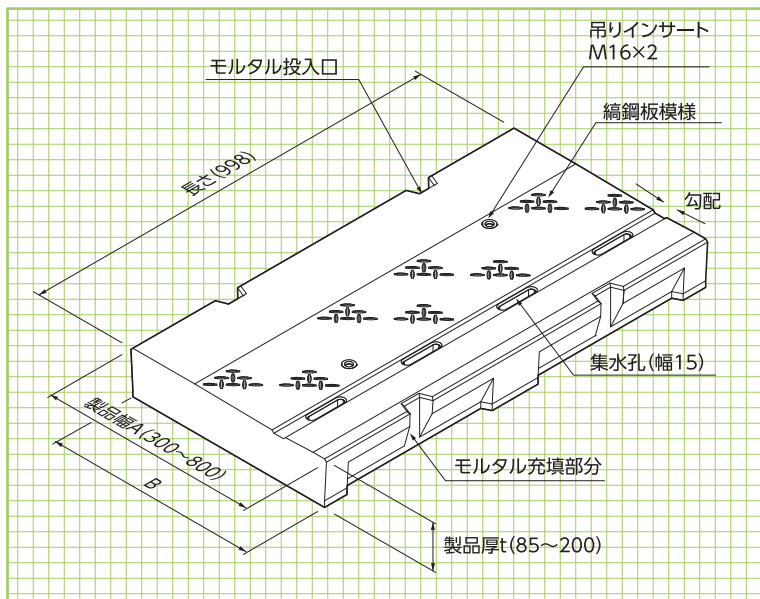 吊りインサート
M16×2
モルタル投入口
縞鋼板模様
長さ(998)
勾配
集水孔(幅15)
製品幅A(300～800)
モルタル充填部分
B
製品厚t(85～200)